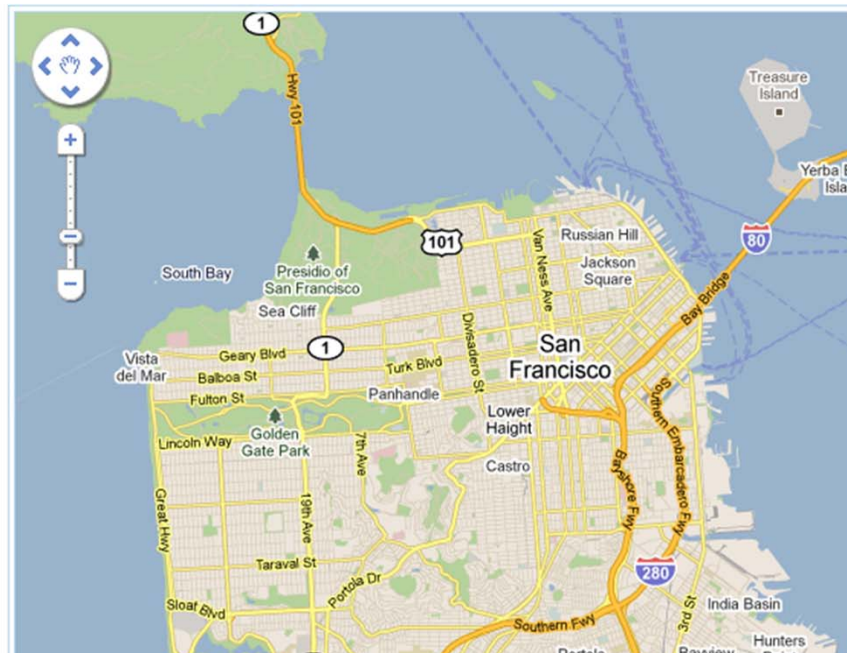 1
Hwy 101
Treasure
Island
Yerba B
Isla
80
101
Russian Hill
Van Ness Ave
Jackson
Square
South Bay
Presidio of
San Francisco
Sea Cliff
Bay Bridge
Divisadero St
1
Geary Blvd
Vista
del Mar
Turk Blvd
San
Francisco
Balboa St
Fulton St
Panhandle
Southern Embarcadero Fwy
Lower
Haight
Golden
Gate Park
Lincoln Way
7th Ave
Castro
Bayshore Fwy
Great Hwy
19th Ave
Taraval St
Portola Dr
280
Sloat Blvd
India Basin
3rd St
Southern Fwy
Hunters